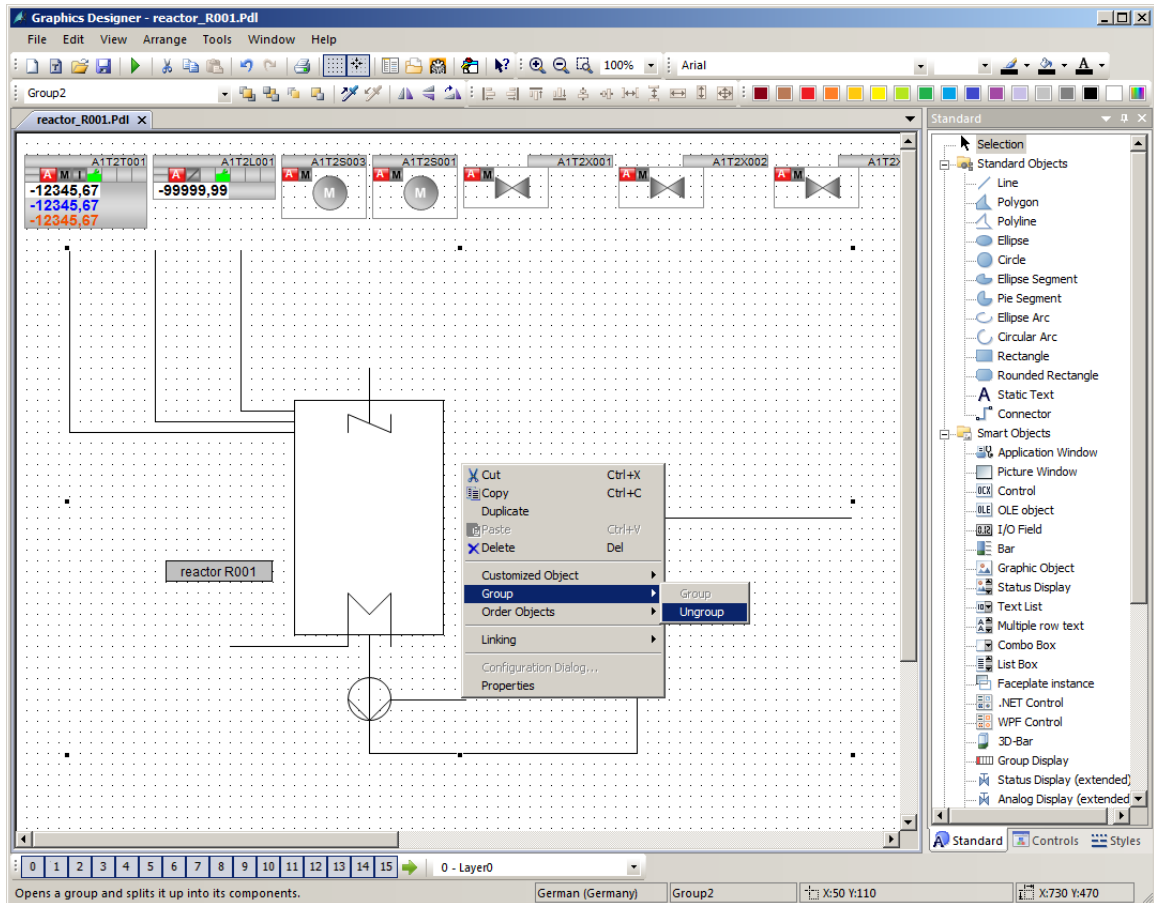 Graphics Designer - reactor_R001.Pdl
File Edit View Arrange Tools Window Help
100% Arial
Group2
reactor_R001.Pdl
A1T2T001 A1T2L001 A1T2S003 A1T2S001 A1T2X001 A1T2X002 A1T2X
A M I A A M A M A M A M A M
-12345,67 -99999,99 M M
-12345,67
-12345,67
reactor R001
Cut Ctrl+X
Copy Ctrl+C
Duplicate
Paste Ctrl+V
Delete Del
Customized Object
Group
Order Objects
Linking
Configuration Dialog...
Properties
Group
Ungroup
Standard
Selection
Standard Objects
Line
Polygon
Polyline
Ellipse
Circle
Ellipse Segment
Pie Segment
Ellipse Arc
Circular Arc
Rectangle
Rounded Rectangle
A Static Text
Connector
Smart Objects
Application Window
Picture Window
OCX Control
OLE OLE object
0.12 I/O Field
Bar
Graphic Object
Status Display
Text List
Multiple row text
Combo Box
List Box
Faceplate instance
.NET Control
WPF Control
3D-Bar
Group Display
Status Display (extended)
Analog Display (extended
Standard Controls Styles
0 1 2 3 4 5 6 7 8 9 10 11 12 13 14 15 0 - Layer0
Opens a group and splits it up into its components. German (Germany) Group2 X:50 Y:110 X:730 Y:470